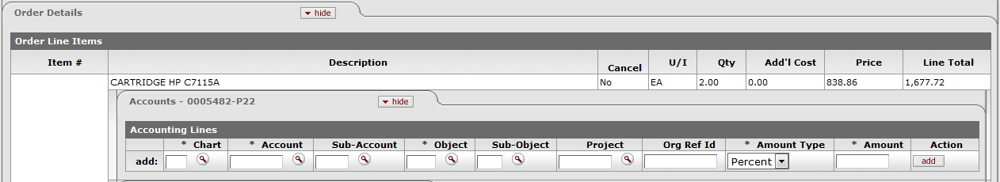 Order Details hide
Order Line Items
Item # Description Cancel U/I Qty Add'l Cost Price Line Total
CARTRIDGE HP C7115A No EA 2.00 0.00 838.86 1,677.72
Accounts - 0005482-P22 hide
Accounting Lines
* Chart * Account Sub-Account * Object Sub-Object Project Org Ref Id * Amount Type * Amount Action
add: Percent add